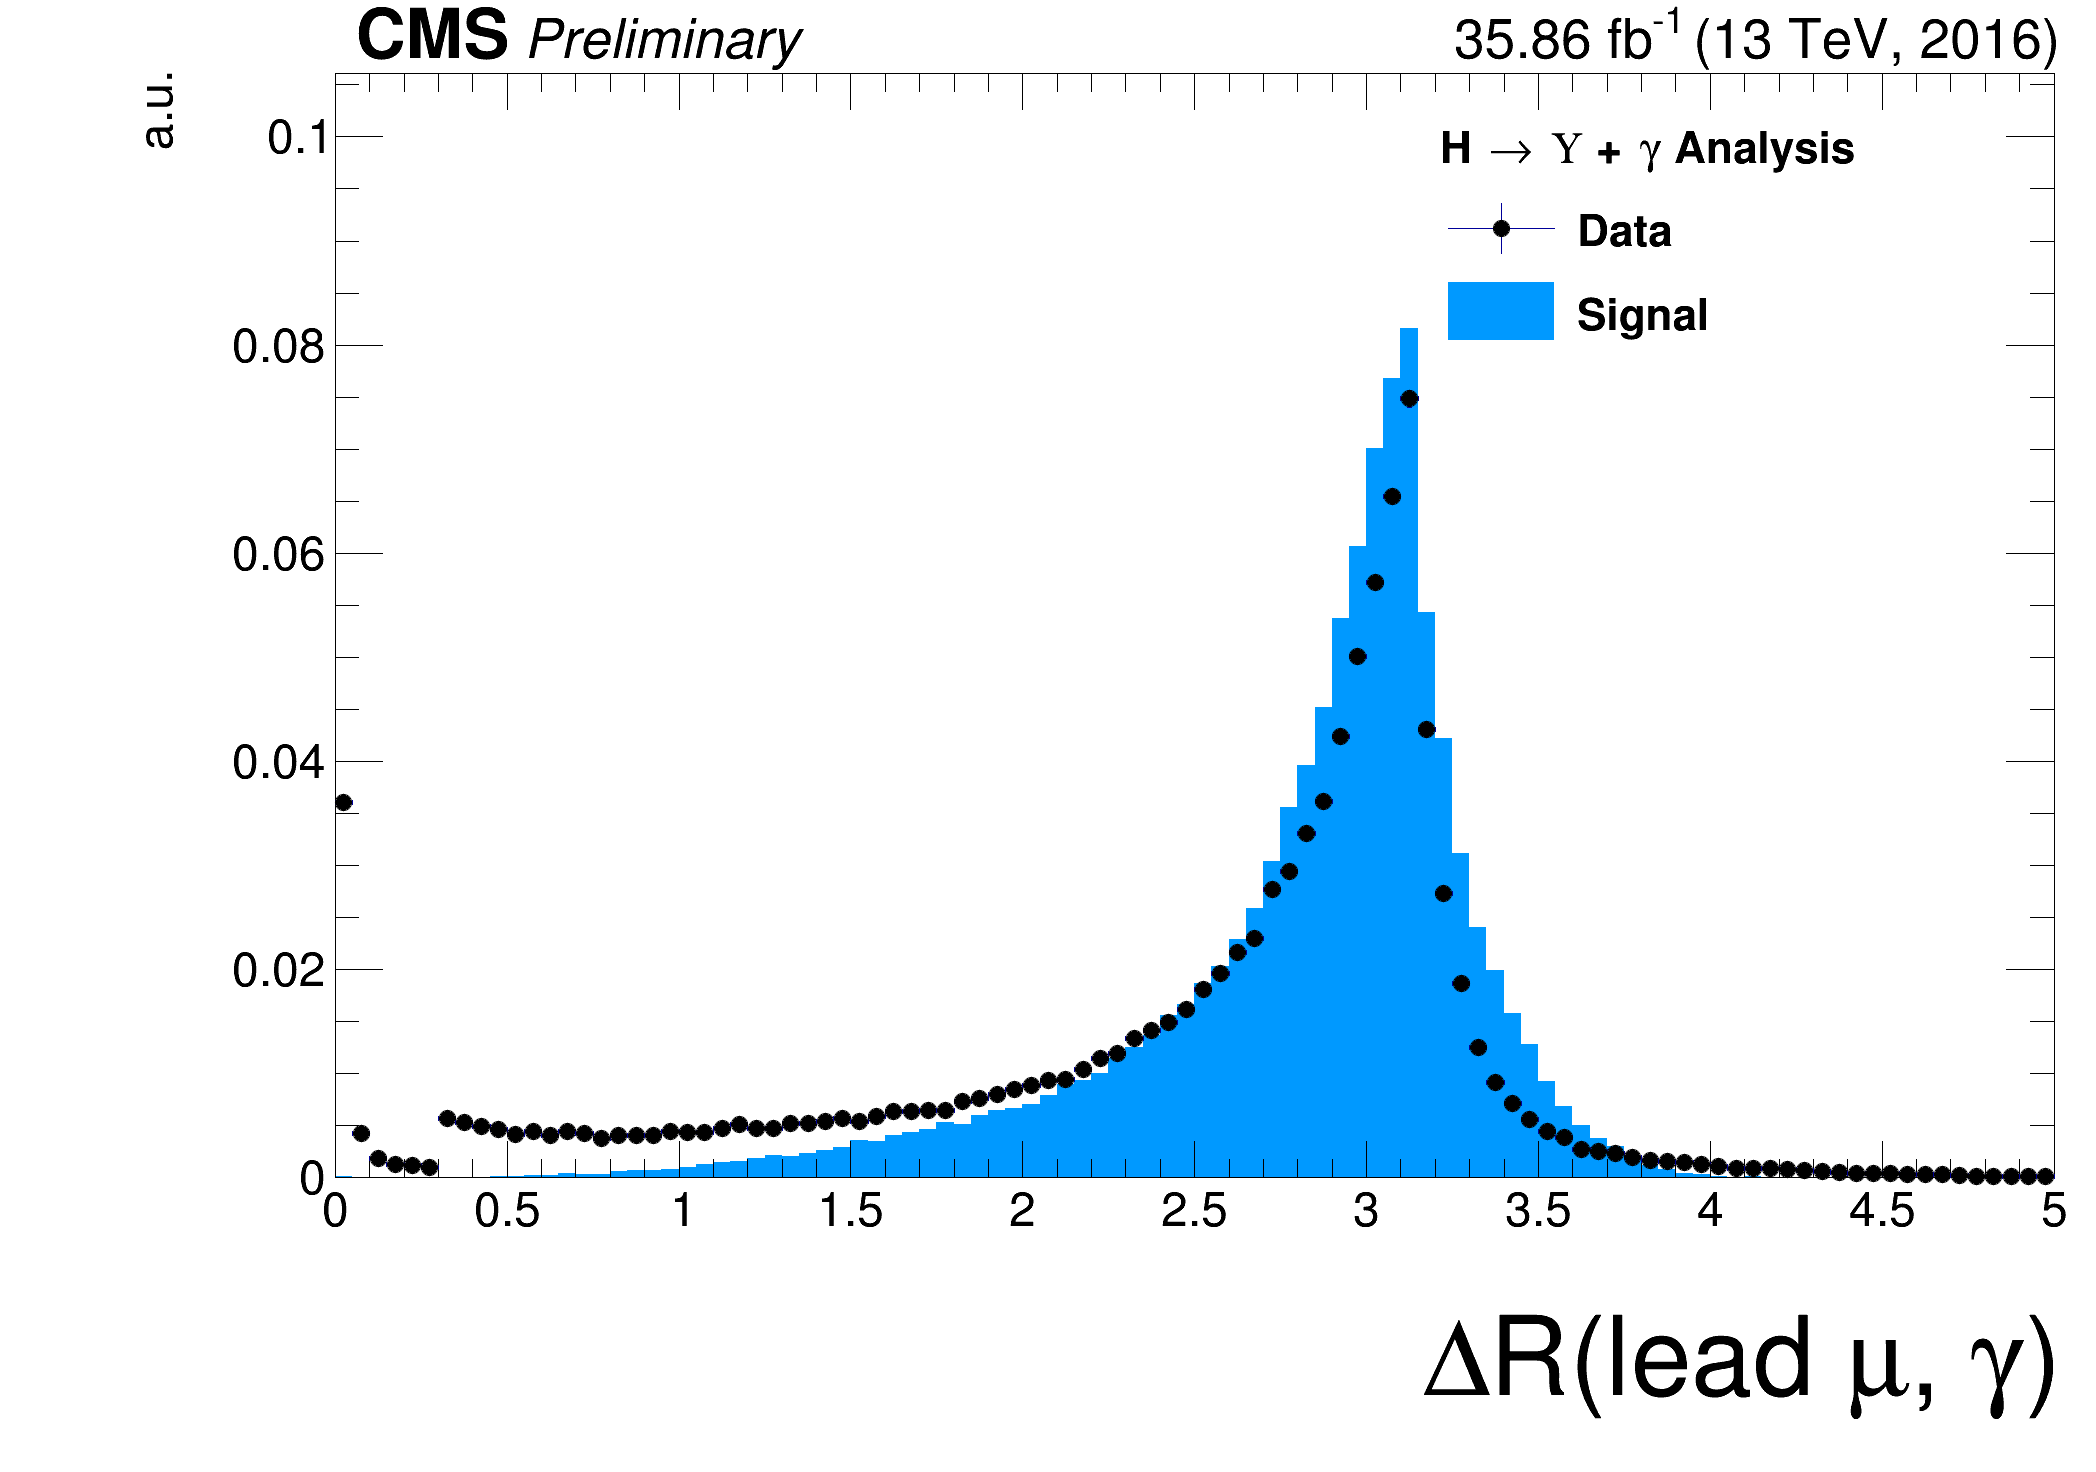 CMS Preliminary 35.86 fb⁻¹ (13 TeV, 2016)
a.u.
0.1
0.08
0.06
0.04
0.02
0
H → ϒ + γ Analysis
Data
Signal
0 0.5 1 1.5 2 2.5 3 3.5 4 4.5 5
ΔR(lead μ, γ)